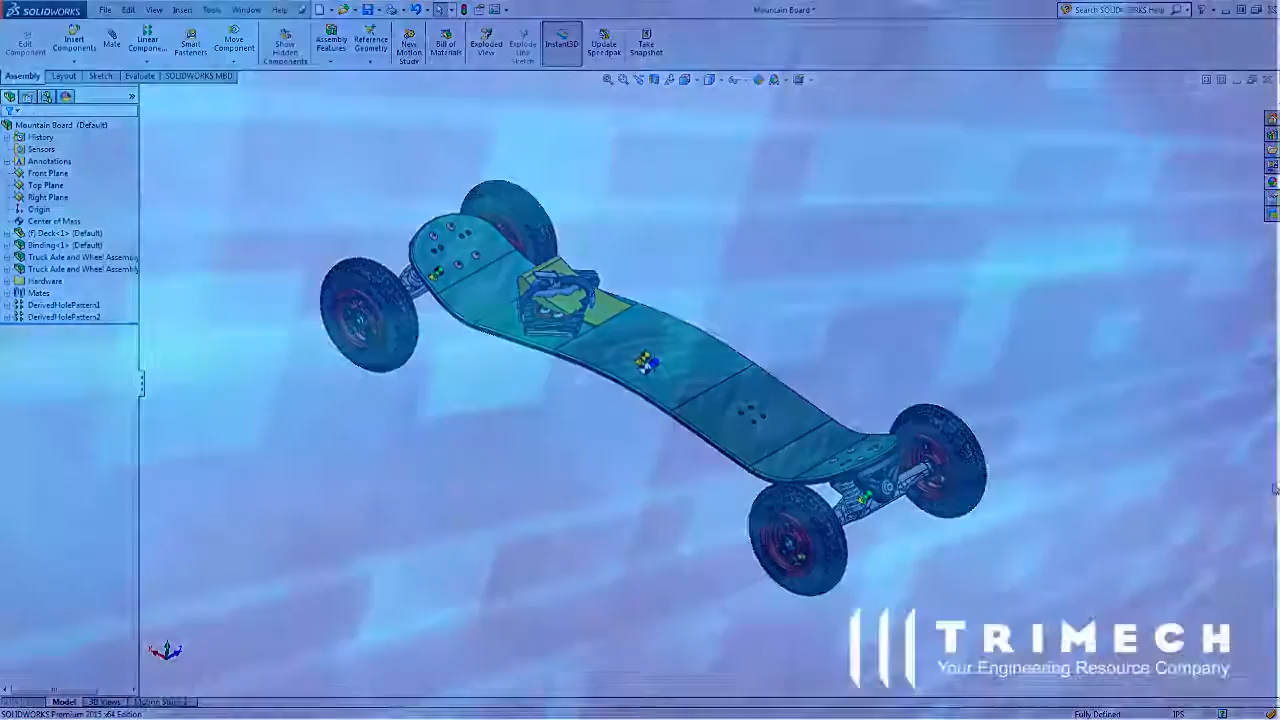 SOLIDWORKS
File Edit View Insert Tools Window Help
Mountain Board *
Edit Component
Insert Components
Mate
Linear Compone...
Smart Fasteners
Move Component
Show Hidden Components
Assembly Features
Reference Geometry
New Motion Study
Bill of Materials
Exploded View
Explode Line Sketch
Instant3D
Update Speedpak
Take Snapshot
Assembly Layout Sketch Evaluate SOLIDWORKS MBD
Mountain Board (Default)
History
Sensors
Annotations
Front Plane
Top Plane
Right Plane
Origin
Center of Mass
(f) Deck<1> (Default)
Binding<1> (Default)
Truck Axle and Wheel Assembly
Truck Axle and Wheel Assembly
Hardware
Mates
DerivedHolePattern1
DerivedHolePattern2
TRIMECH
Your Engineering Resource Company
Model 3D Views Motion Study 1
SOLIDWORKS Premium 2015 x64 Edition
Fully Defined
IPS